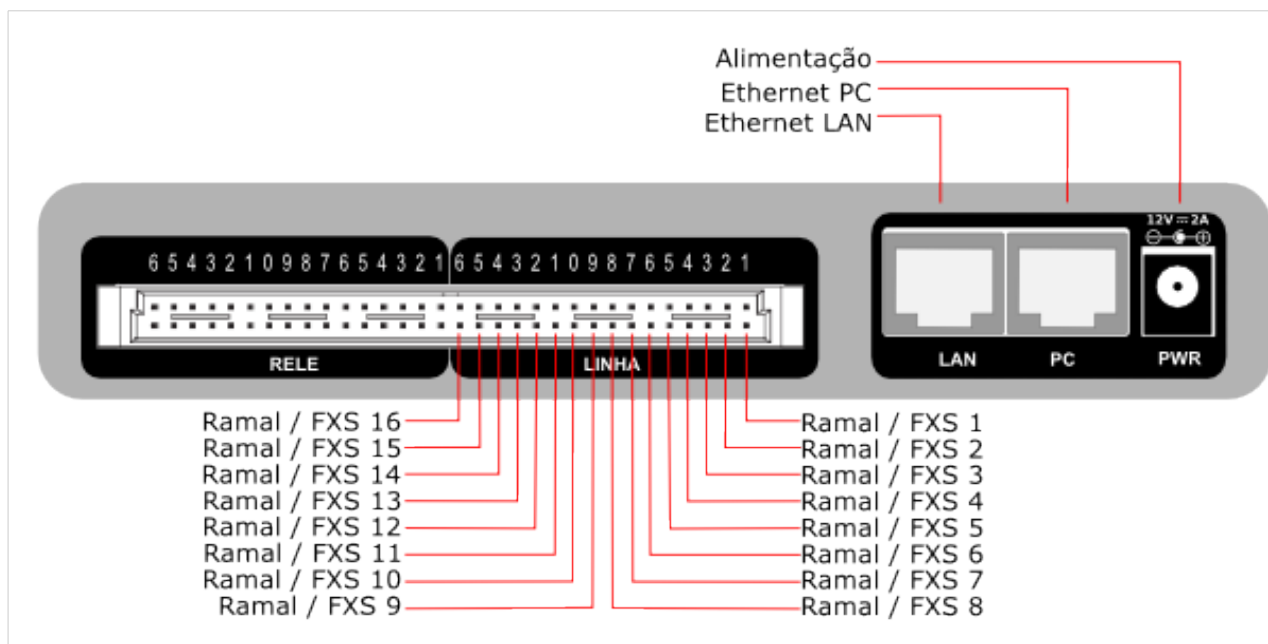 Alimentação
Ethernet PC
Ethernet LAN
12V 2A
6 5 4 3 2 1 0 9 8 7 6 5 4 3 2 1 6 5 4 3 2 1 0 9 8 7 6 5 4 3 2 1
RELE LINHA
LAN PC PWR
Ramal / FXS 16
Ramal / FXS 15
Ramal / FXS 14
Ramal / FXS 13
Ramal / FXS 12
Ramal / FXS 11
Ramal / FXS 10
Ramal / FXS 9
Ramal / FXS 1
Ramal / FXS 2
Ramal / FXS 3
Ramal / FXS 4
Ramal / FXS 5
Ramal / FXS 6
Ramal / FXS 7
Ramal / FXS 8